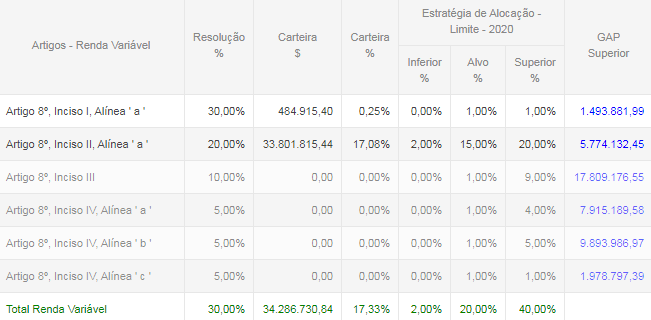 Artigos - Renda Variável Resolução % Carteira $ Carteira % Estratégia de Alocação - Limite - 2020 GAP Superior
Inferior % Alvo % Superior %
Artigo 8º, Inciso I, Alínea ' a ' 30,00% 484.915,40 0,25% 0,00% 1,00% 1,00% 1.493.881,99
Artigo 8º, Inciso II, Alínea ' a ' 20,00% 33.801.815,44 17,08% 2,00% 15,00% 20,00% 5.774.132,45
Artigo 8º, Inciso III 10,00% 0,00 0,00% 0,00% 1,00% 9,00% 17.809.176,55
Artigo 8º, Inciso IV, Alínea ' a ' 5,00% 0,00 0,00% 0,00% 1,00% 4,00% 7.915.189,58
Artigo 8º, Inciso IV, Alínea ' b ' 5,00% 0,00 0,00% 0,00% 1,00% 5,00% 9.893.986,97
Artigo 8º, Inciso IV, Alínea ' c ' 5,00% 0,00 0,00% 0,00% 1,00% 1,00% 1.978.797,39
Total Renda Variável 30,00% 34.286.730,84 17,33% 2,00% 20,00% 40,00%